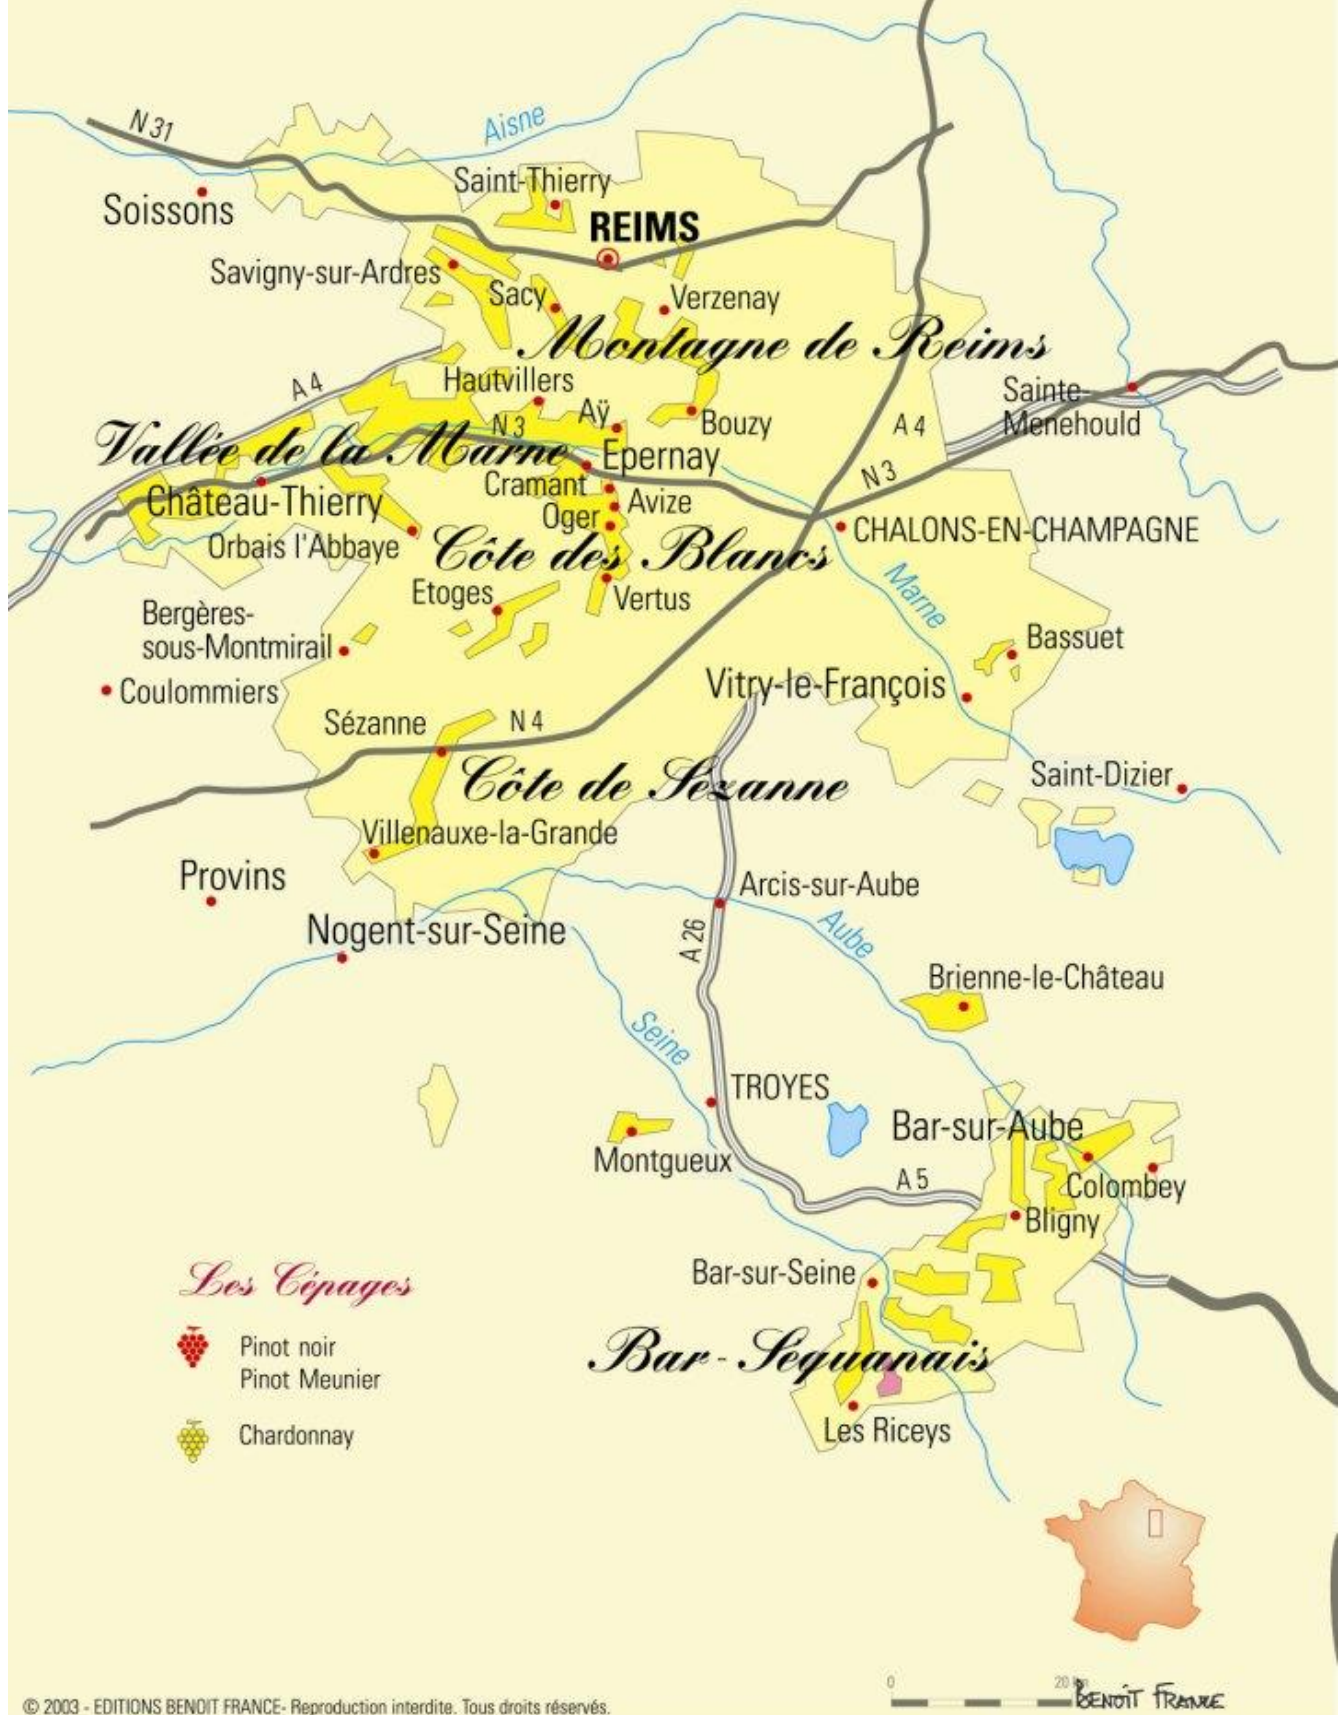 Aisne
N 31
Saint-Thierry
Soissons
REIMS
Savigny-sur-Ardres
Sacy
Verzenay
Montagne de Reims
A 4
Hautvillers
Sainte-
Menehould
Aÿ
Bouzy
A 4
N 3
Vallée de la Marne
Epernay
N 3
Cramant
Château-Thierry
Avize
Oger
CHALONS-EN-CHAMPAGNE
Orbais l'Abbaye
Côte des Blancs
Etoges
Vertus
Marne
Bergères-
sous-Montmirail
Bassuet
Coulommiers
Vitry-le-François
Sézanne
N 4
Côte de Sézanne
Saint-Dizier
Villenauxe-la-Grande
Provins
Arcis-sur-Aube
Nogent-sur-Seine
A 26
Aube
Brienne-le-Château
Seine
TROYES
Bar-sur-Aube
Montgueux
A 5
Colombey
Bligny
Bar-sur-Seine
Les Cépages
Pinot noir
Pinot Meunier
Bar-Séquanais
Chardonnay
Les Riceys
0
20
BENOÎT FRANCE
© 2003 - EDITIONS BENOIT FRANCE- Reproduction interdite. Tous droits réservés.